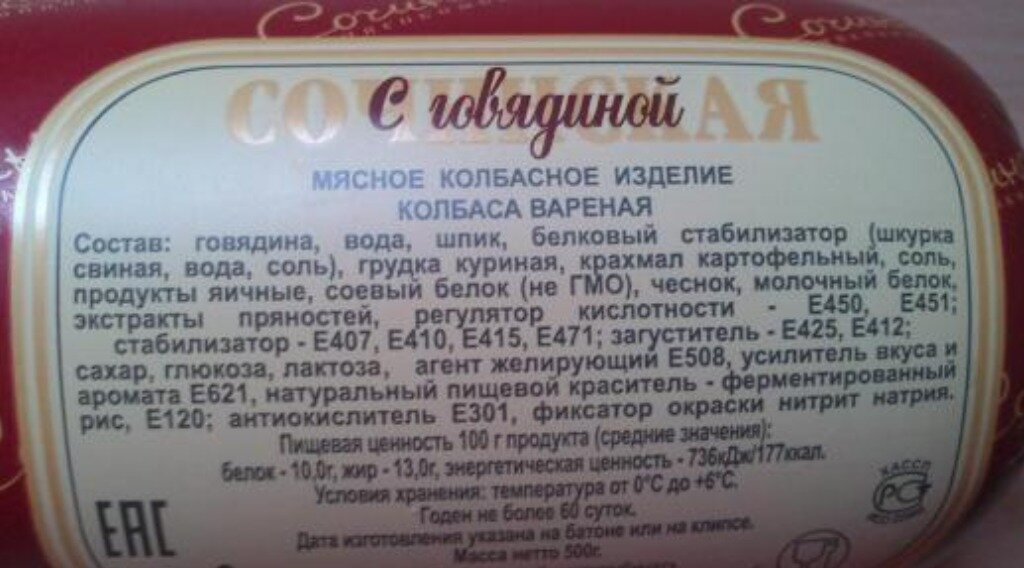 СОЧИНСКАЯ
С говядиной
МЯСНОЕ КОЛБАСНОЕ ИЗДЕЛИЕ
КОЛБАСА ВАРЕНАЯ
Состав: говядина, вода, шпик, белковый стабилизатор (шкурка
свиная, вода, соль), грудка куриная, крахмал картофельный, соль,
продукты яичные, соевый белок (не ГМО), чеснок, молочный белок,
экстракты пряностей, регулятор кислотности - Е450, Е451;
стабилизатор - Е407, Е410, Е415, Е471; загуститель - Е425, Е412;
сахар, глюкоза, лактоза, агент желирующий Е508, усилитель вкуса и
аромата Е621, натуральный пищевой краситель - ферментированный
рис, Е120; антиокислитель Е301, фиксатор окраски нитрит натрия.
Пищевая ценность 100 г продукта (средние значения):
белок - 10,0г, жир - 13,0г, энергетическая ценность - 736кДж/177ккал.
Условия хранения: температура от 0°С до +6°С.
Годен не более 60 суток.
Дата изготовления указана на батоне или на клипсе.
Масса нетто 500г.
ЕАС
РСТ